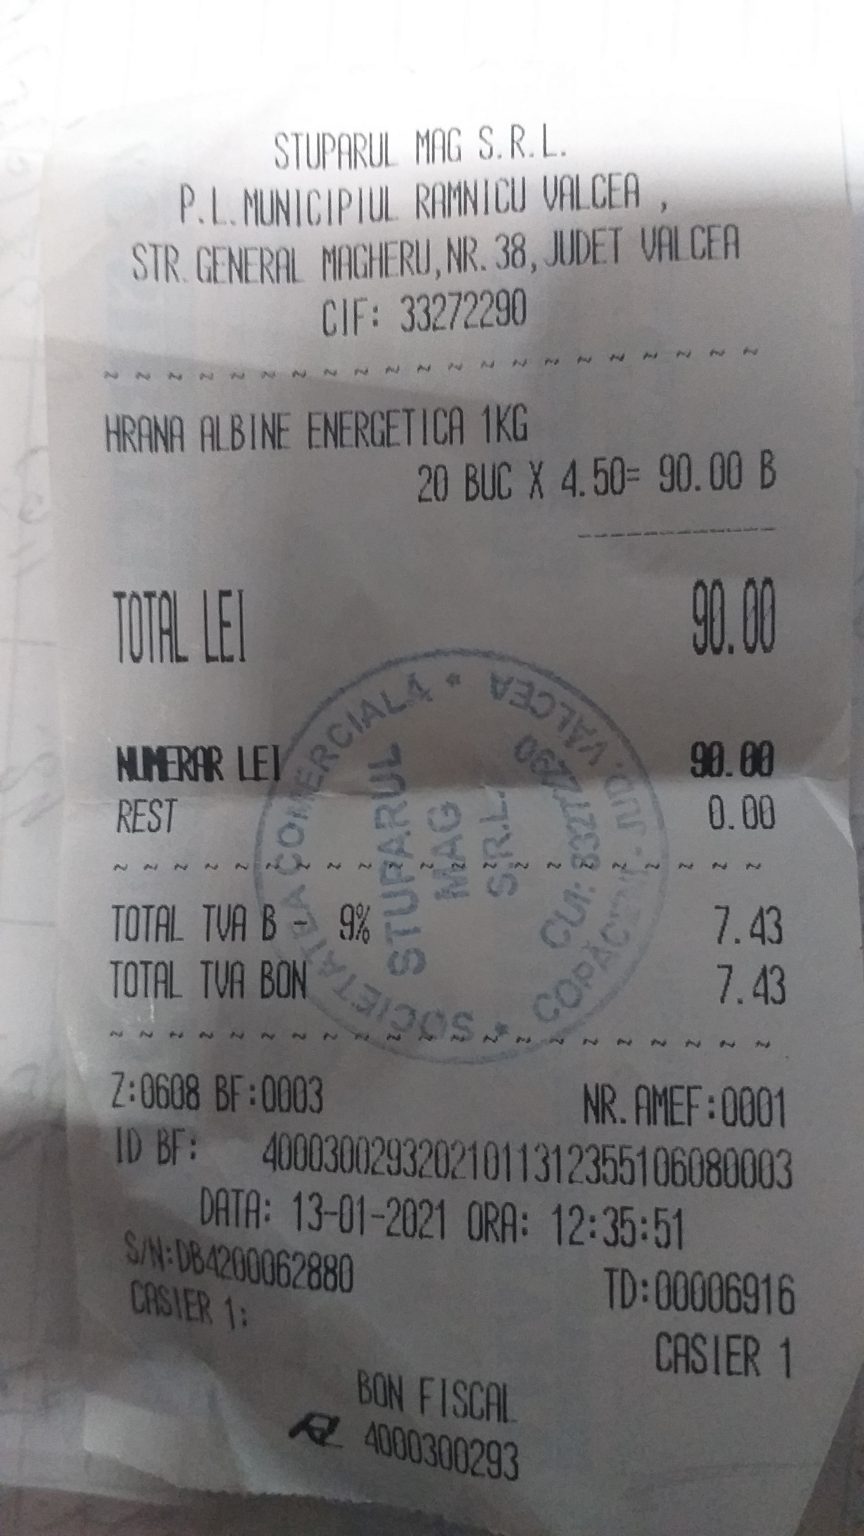 STUPARUL MAG S.R.L.
P.L.MUNICIPIUL RAMNICU VALCEA ,
STR.GENERAL MAGHERU,NR.38,JUDET VALCEA
CIF: 33272290
~ ~ ~ ~ ~ ~ ~ ~ ~ ~ ~ ~ ~ ~ ~ ~ ~ ~ ~ ~ ~
HRANA ALBINE ENERGETICA 1KG
20 BUC X 4.50= 90.00 B
TOTAL LEI 90.00
NUMERAR LEI 90.00
REST 0.00
~ ~ ~ ~ ~ ~ ~ ~ ~ ~ ~ ~ ~ ~ ~ ~ ~ ~ ~ ~ ~
TOTAL TVA B - 9% 7.43
TOTAL TVA BON 7.43
~ ~ ~ ~ ~ ~ ~ ~ ~ ~ ~ ~ ~ ~ ~ ~ ~ ~ ~ ~ ~
Z:0608 BF:0003 NR.AMEF:0001
ID BF: 40003002932021011312355106080003
DATA: 13-01-2021 ORA: 12:35:51
S/N:DB4200062880 TD:00006916
CASIER 1: CASIER 1
BON FISCAL
4000300293
SOCIETATEA COMERCIALĂ *
STUPARUL
MAG
S.R.L.
CUI: 33272290
COPĂCENI - JUD. VALCEA *